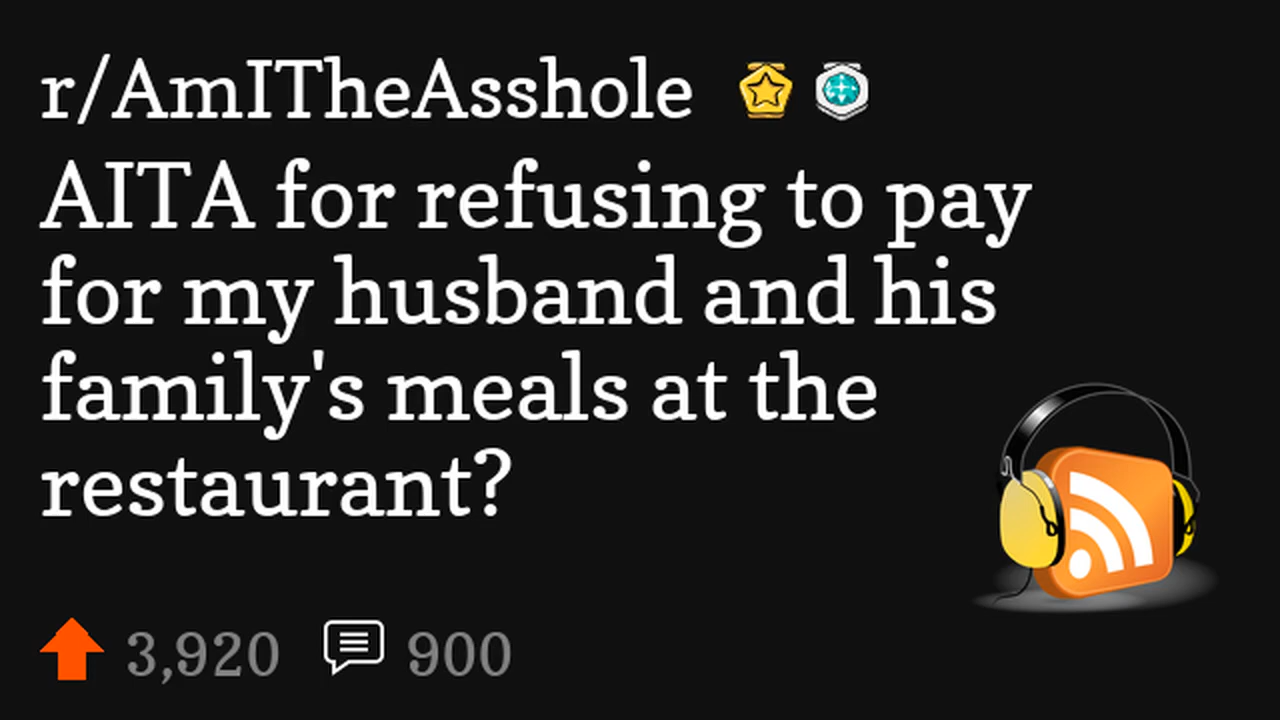 r/AmITheAsshole
AITA for refusing to pay
for my husband and his
family's meals at the
restaurant?
3,920 900